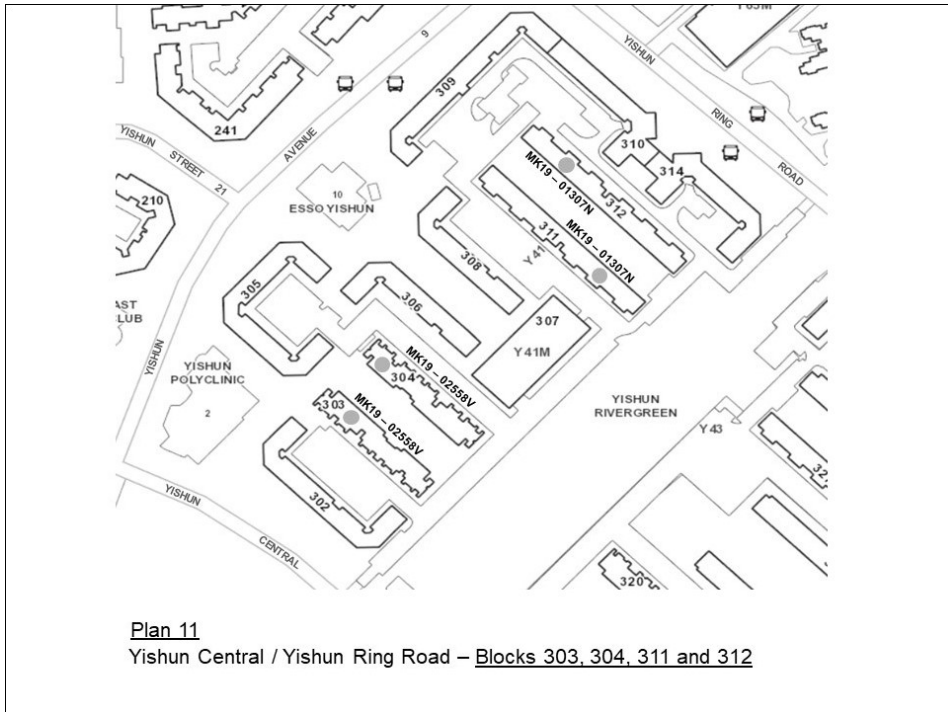 Y63M
YISHUN
RING
ROAD
9
AVENUE
309
241
YISHUN
STREET
21
210
310
314
10
ESSO YISHUN
MK19 – 01307N
312
MK19 – 01307N
311
Y41
308
305
306
307
Y41M
AST
CLUB
YISHUN
YISHUN
POLYCLINIC
2
MK19 – 02558V
304
MK19 – 02558V
303
YISHUN
RIVERGREEN
Y43
302
YISHUN
CENTRAL
320
Plan 11
Yishun Central / Yishun Ring Road – Blocks 303, 304, 311 and 312